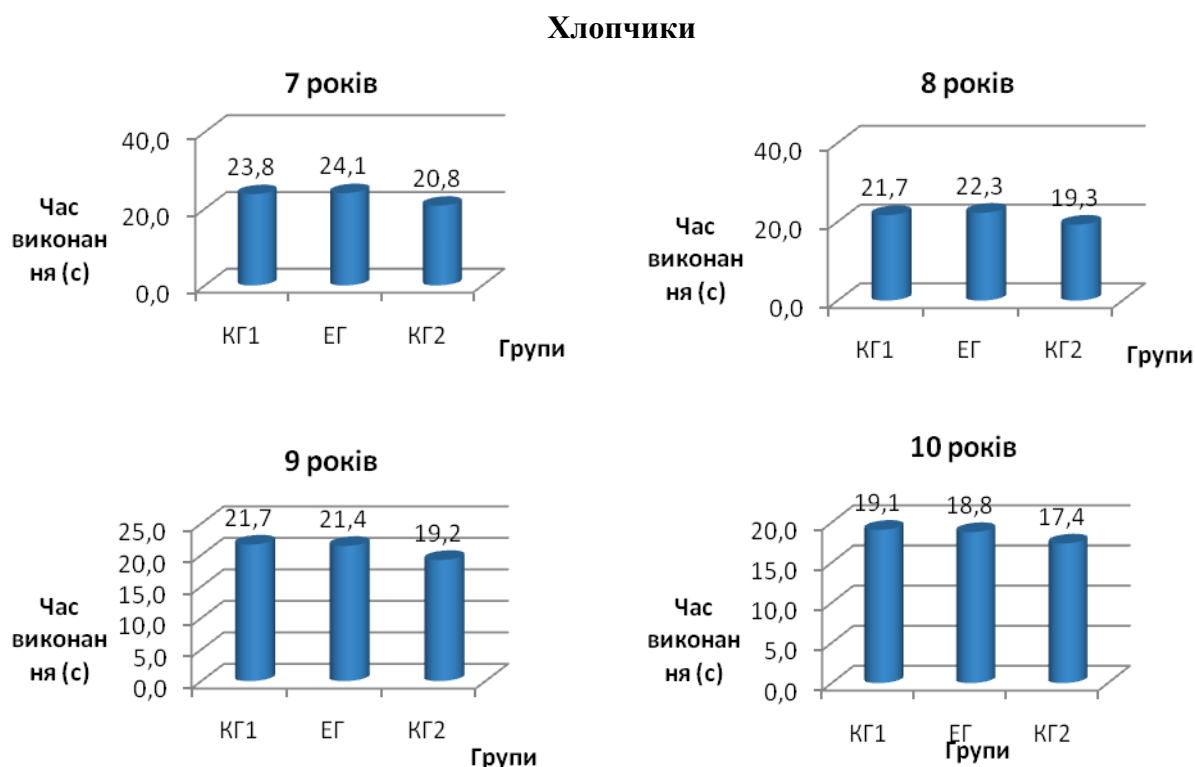 Хлопчики
7 років
40,0
20,0
0,0
23,8
24,1
20,8
Час
виконан
ня (с)
КГ1
ЕГ
КГ2
Групи
8 років
40,0
20,0
0,0
21,7
22,3
19,3
Час
виконан
ня (с)
КГ1
ЕГ
КГ2
Групи
9 років
25,0
20,0
15,0
10,0
5,0
0,0
21,7
21,4
19,2
Час
виконан
ня (с)
КГ1
ЕГ
КГ2
Групи
10 років
20,0
15,0
10,0
5,0
0,0
19,1
18,8
17,4
Час
виконан
ня (с)
КГ1
ЕГ
КГ2
Групи